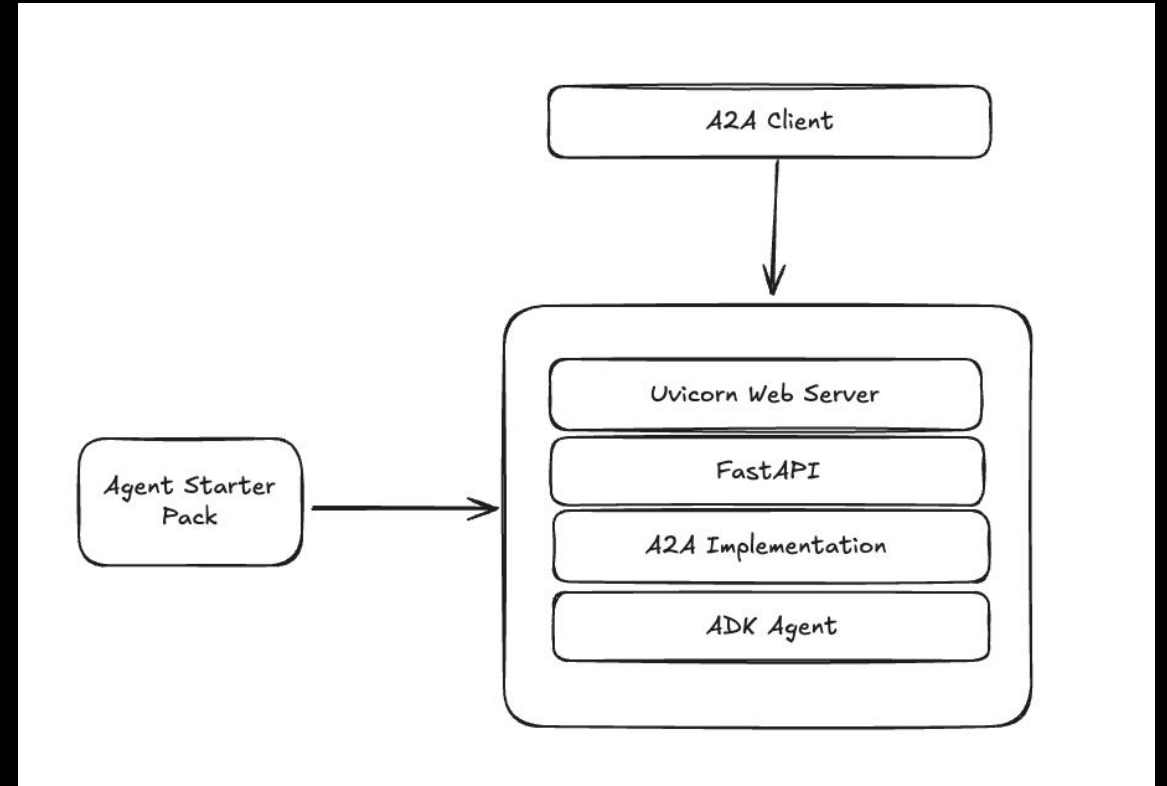 A2A Client
Uvicorn Web Server
FastAPI
Agent Starter
Pack
A2A Implementation
ADK Agent